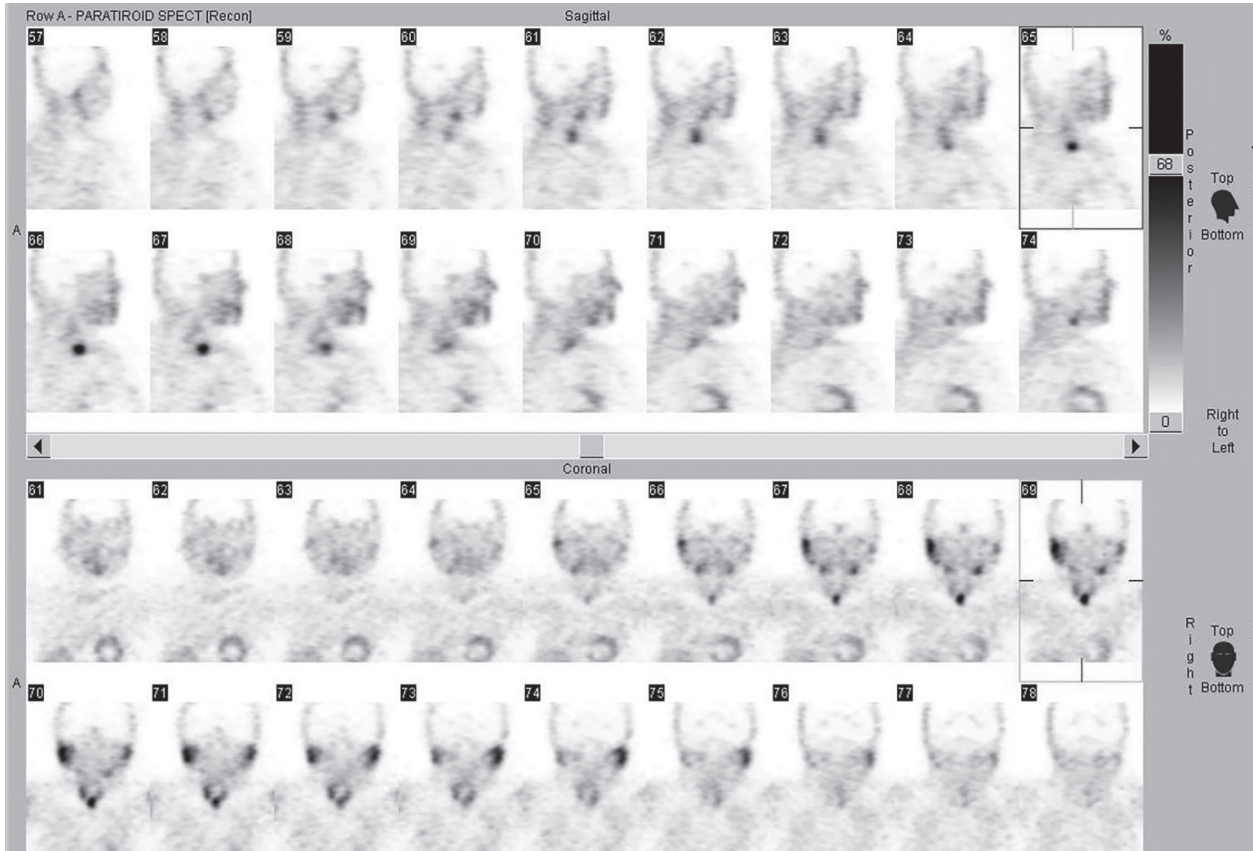 Row A - PARATIROID SPECT [Recon]
Sagittal
%
57 58 59 60 61 62 63 64 65
68
Posterior
Top
Bottom
A
66 67 68 69 70 71 72 73 74
0
Right
to
Left
Coronal
61 62 63 64 65 66 67 68 69
Right
Top
Bottom
A
70 71 72 73 74 75 76 77 78